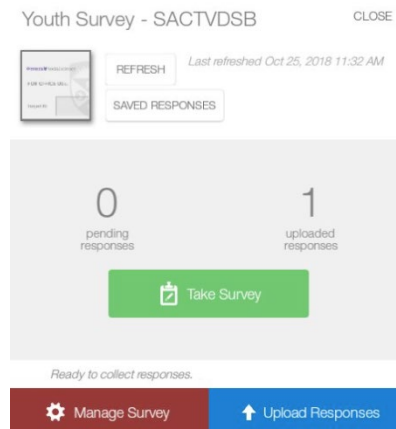 Youth Survey - SACTVDSB
CLOSE
REFRESH
Last refreshed Oct 25, 2018 11:32 AM
SAVED RESPONSES
0
pending
responses
1
uploaded
responses
Take Survey
Ready to collect responses.
Manage Survey
Upload Responses